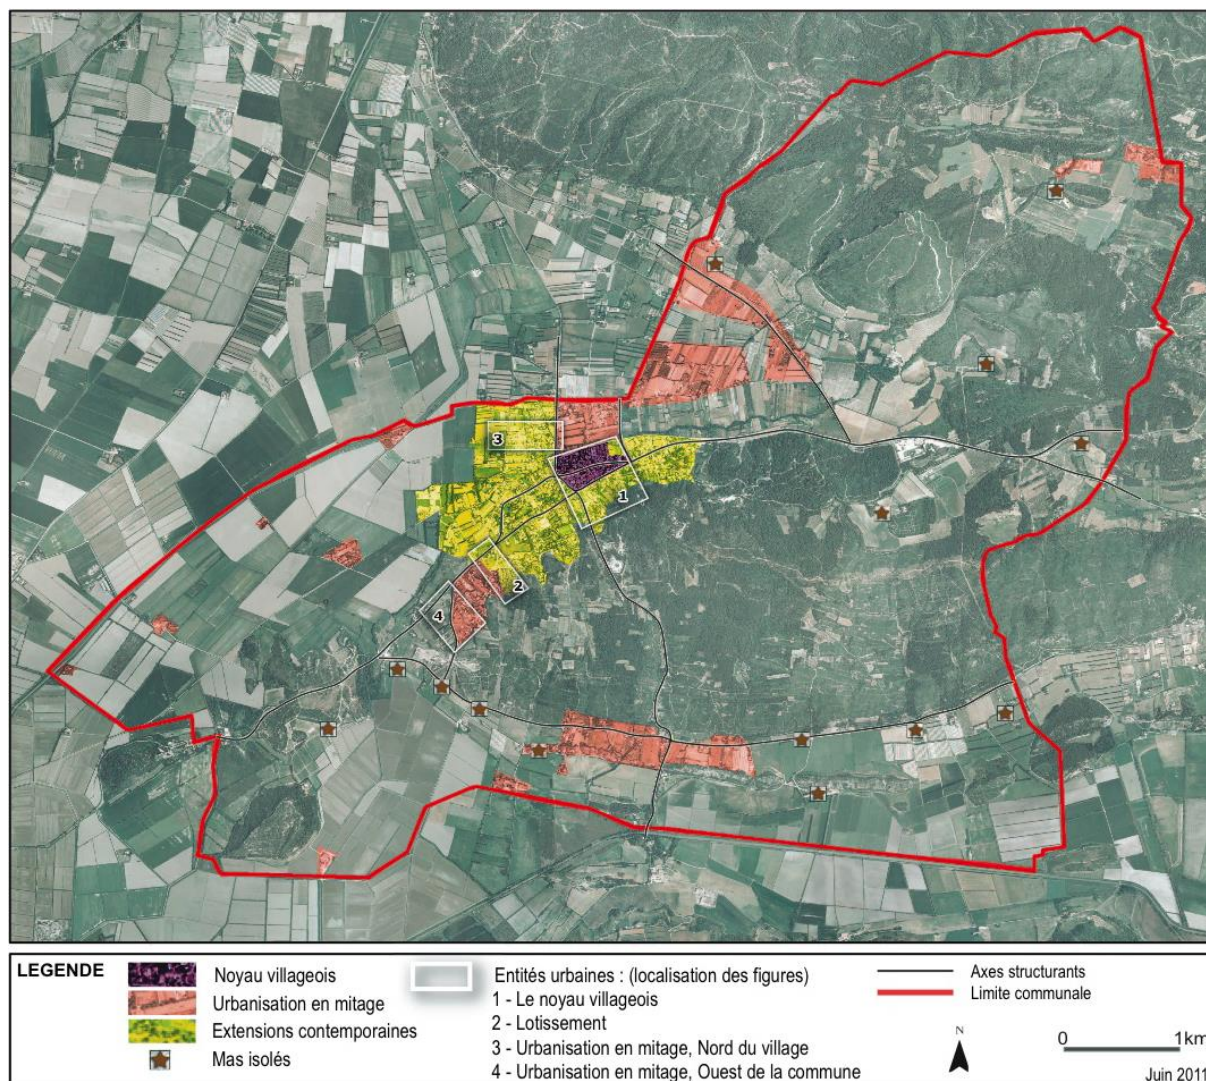 3
1
2
4
LEGENDE
Noyau villageois
Urbanisation en mitage
Extensions contemporaines
Mas isolés
Entités urbaines : (localisation des figures)
1 - Le noyau villageois
2 - Lotissement
3 - Urbanisation en mitage, Nord du village
4 - Urbanisation en mitage, Ouest de la commune
Axes structurants
Limite communale
N
0 1km
Juin 2011